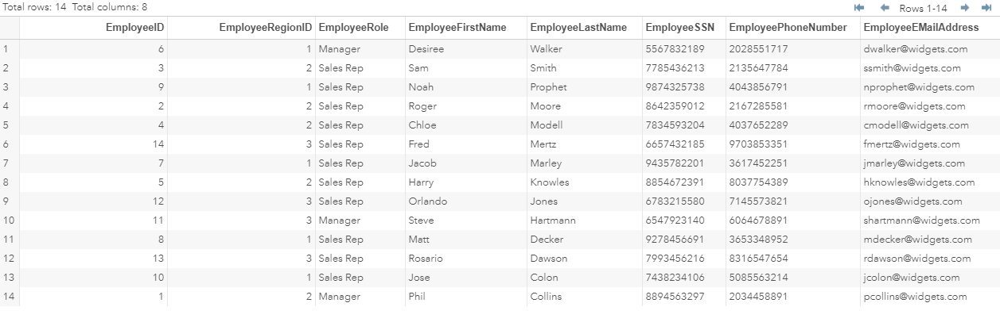 Total rows: 14 Total columns: 8 Rows 1-14
EmployeeID EmployeeRegionID EmployeeRole EmployeeFirstName EmployeeLastName EmployeeSSN EmployeePhoneNumber EmployeeEMailAddress
1 6 1 Manager Desiree Walker 5567832189 2028551717 dwalker@widgets.com
2 3 2 Sales Rep Sam Smith 7785436213 2135647784 ssmith@widgets.com
3 9 1 Sales Rep Noah Prophet 9874325738 4043856791 nprophet@widgets.com
4 2 2 Sales Rep Roger Moore 8642359012 2167285581 rmoore@widgets.com
5 4 2 Sales Rep Chloe Modell 7834593204 4037652289 cmodell@widgets.com
6 14 3 Sales Rep Fred Mertz 6657432185 9703853351 fmertz@widgets.com
7 7 1 Sales Rep Jacob Marley 9435782201 3617452251 jmarley@widgets.com
8 5 2 Sales Rep Harry Knowles 8854672391 8037754389 hknowles@widgets.com
9 12 3 Sales Rep Orlando Jones 6783215580 7145573821 ojones@widgets.com
10 11 3 Manager Steve Hartmann 6547923140 6064678891 shartmann@widgets.com
11 8 1 Sales Rep Matt Decker 9278456691 3653348952 mdecker@widgets.com
12 13 3 Sales Rep Rosario Dawson 7993456216 8316547654 rdawson@widgets.com
13 10 1 Sales Rep Jose Colon 7438234106 5085563214 jcolon@widgets.com
14 1 2 Manager Phil Collins 8894563297 2034458891 pcollins@widgets.com